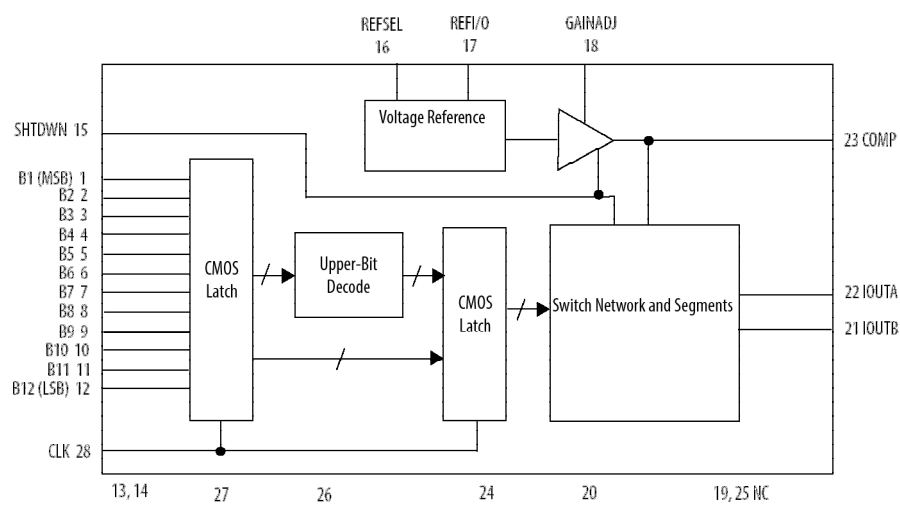 REFSEL
16
REFI/O
17
GAINADJ
18
Voltage Reference
SHTDWN 15
23 COMP
B1 (MSB) 1
B2 2
B3 3
B4 4
B5 5
B6 6
B7 7
B8 8
B9 9
B10 10
B11 11
B12 (LSB) 12
CMOS
Latch
Upper-Bit
Decode
CMOS
Latch
Switch Network and Segments
22 IOUTA
21 IOUTB
CLK 28
13, 14
27
26
24
20
19, 25 NC